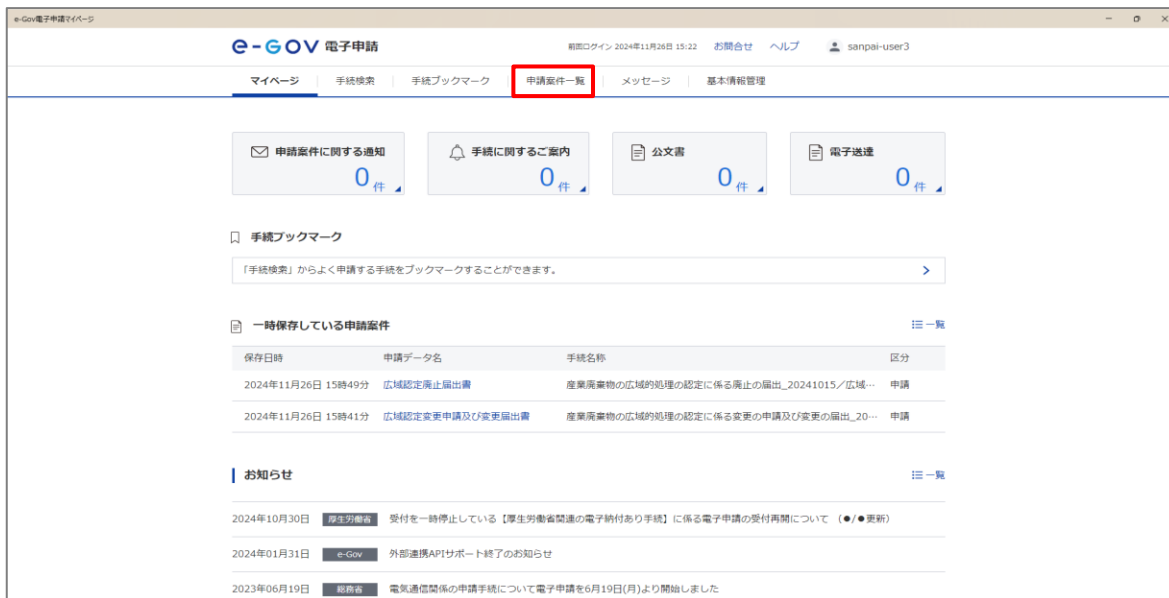 e-Gov電子申請マイページ
e-GOV 電子申請
前回ログイン 2024年11月26日 15:22 お問合せ ヘルプ sanpai-user3
マイページ 手続検索 手続ブックマーク 申請案件一覧 メッセージ 基本情報管理
申請案件に関する通知 手続に関するご案内 公文書 電子送達
0件 0件 0件 0件
手続ブックマーク
「手続検索」からよく申請する手続をブックマークすることができます。
一時保存している申請案件 一覧
保存日時 申請データ名 手続名称 区分
2024年11月26日 15時49分 広域認定廃止届出書 産業廃棄物の広域的処理の認定に係る廃止の届出_20241015／広域… 申請
2024年11月26日 15時41分 広域認定変更申請及び変更届出書 産業廃棄物の広域的処理の認定に係る変更の申請及び変更の届出_20… 申請
お知らせ 一覧
2024年10月30日 厚生労働省 受付を一時停止している【厚生労働省関連の電子納付あり手続】に係る電子申請の受付再開について （●/●更新）
2024年01月31日 e-Gov 外部連携APIサポート終了のお知らせ
2023年06月19日 総務省 電気通信関係の申請手続について電子申請を6月19日(月)より開始しました